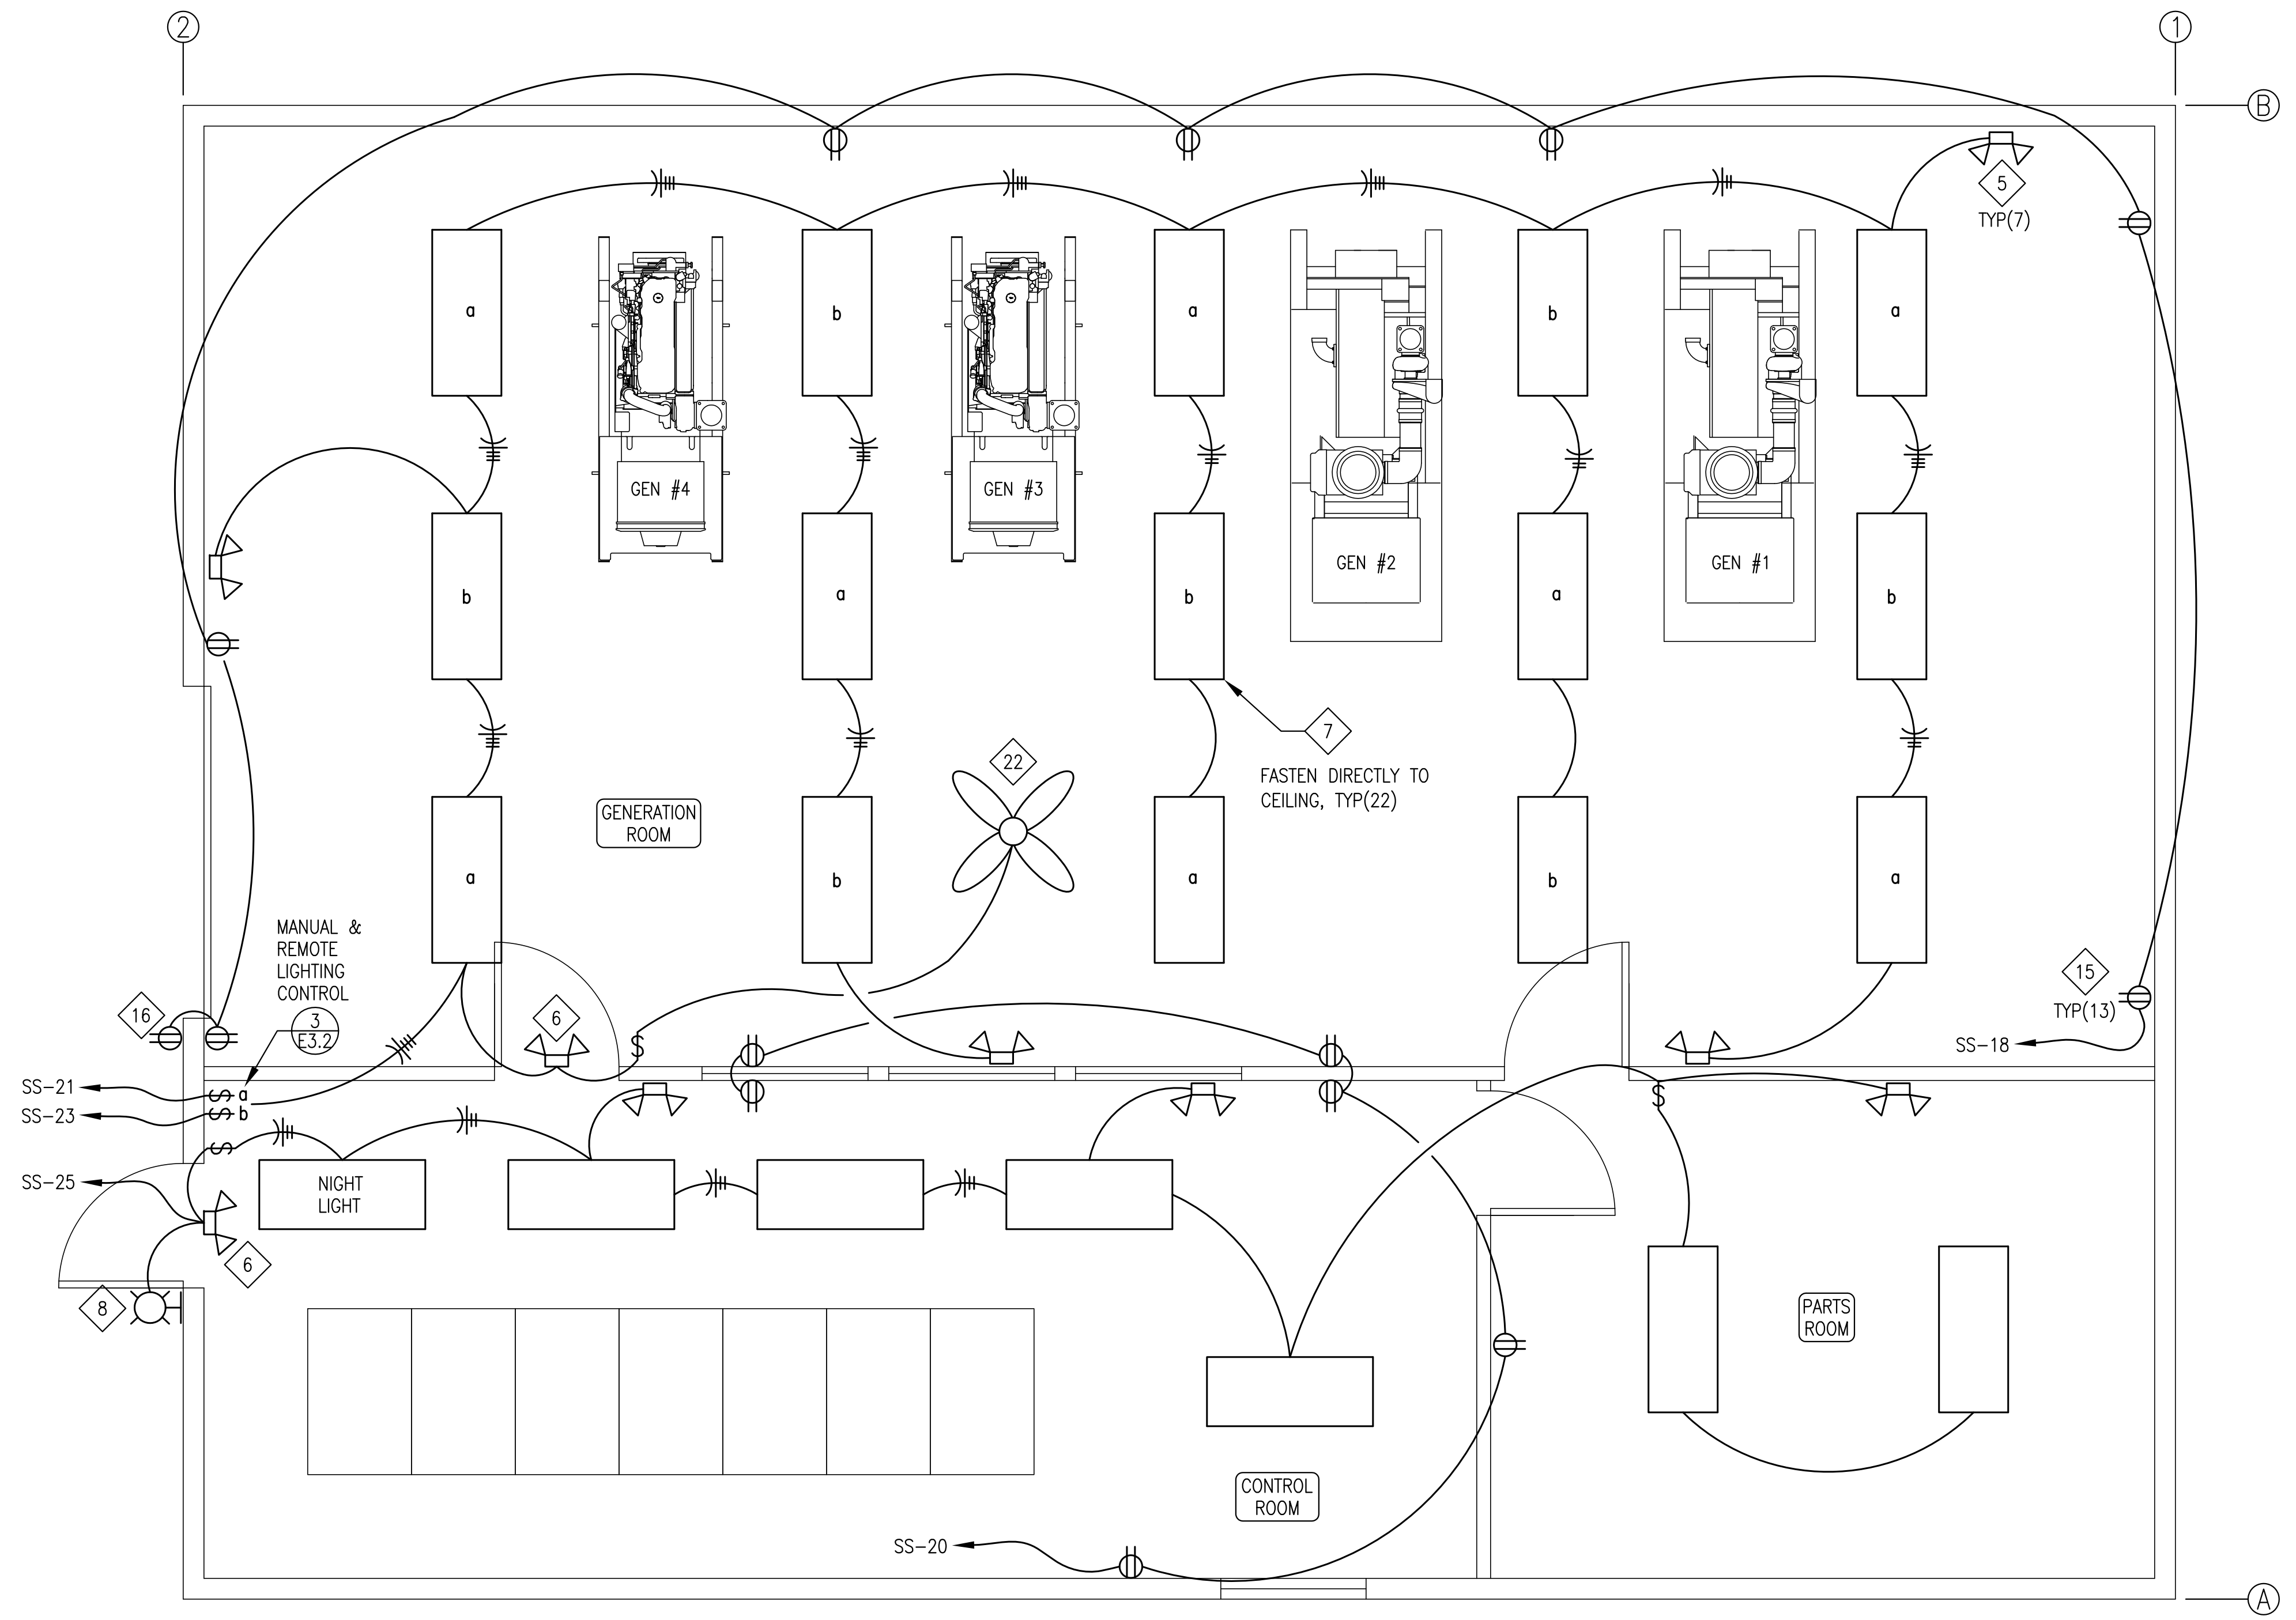 2
1
B
5
TYP(7)
a
b
a
b
a
GEN #4
GEN #3
GEN #2
GEN #1
b
a
b
a
b
7
FASTEN DIRECTLY TO
CEILING, TYP(22)
22
GENERATION
ROOM
a
b
a
b
a
MANUAL &
REMOTE
LIGHTING
CONTROL
3
E3.2
16
6
15
TYP(13)
SS-18
SS-21
$ a
SS-23
$ b
$
$
$
SS-25
NIGHT
LIGHT
6
8
PARTS
ROOM
CONTROL
ROOM
SS-20
A